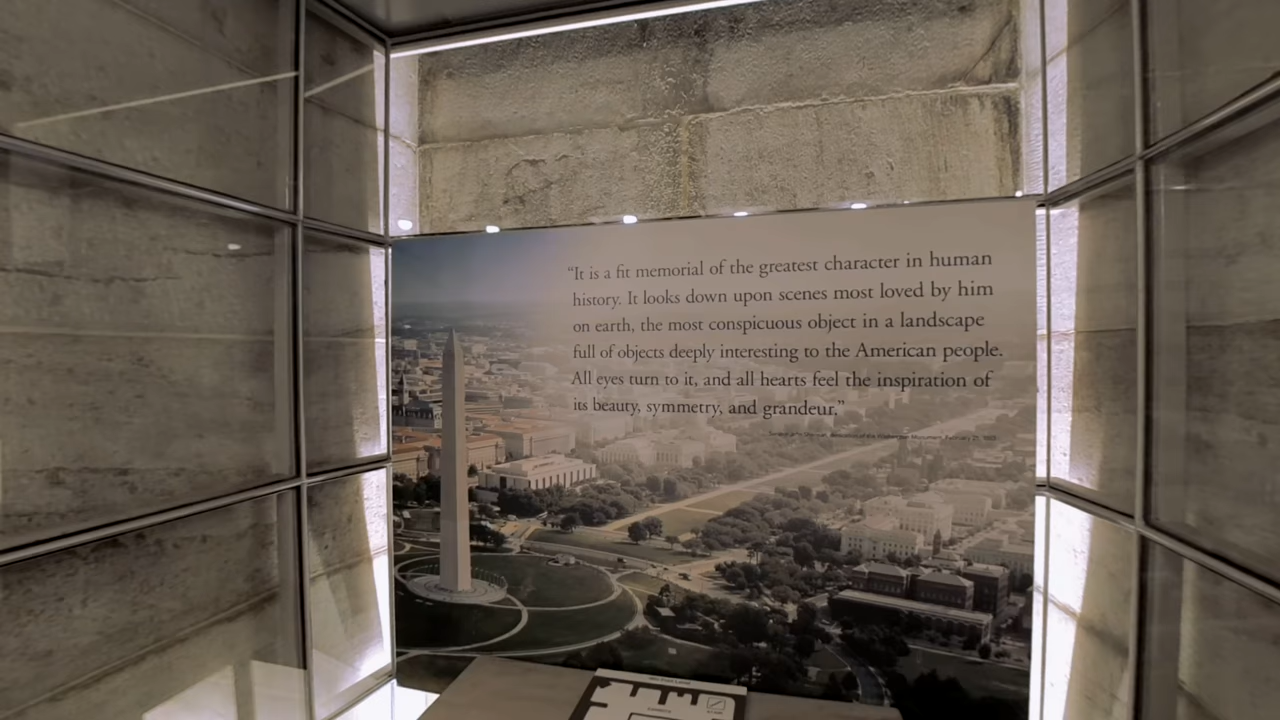 “It is a fit memorial of the greatest character in human
history. It looks down upon scenes most loved by him
on earth, the most conspicuous object in a landscape
full of objects deeply interesting to the American people.
All eyes turn to it, and all hearts feel the inspiration of
its beauty, symmetry, and grandeur.”